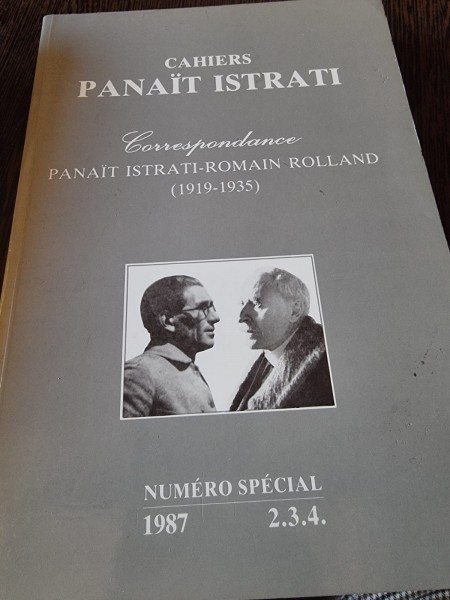 CAHIERS
PANAÏT ISTRATI
Correspondance
PANAÏT ISTRATI-ROMAIN ROLLAND
(1919-1935)
NUMÉRO SPÉCIAL
1987 2.3.4.